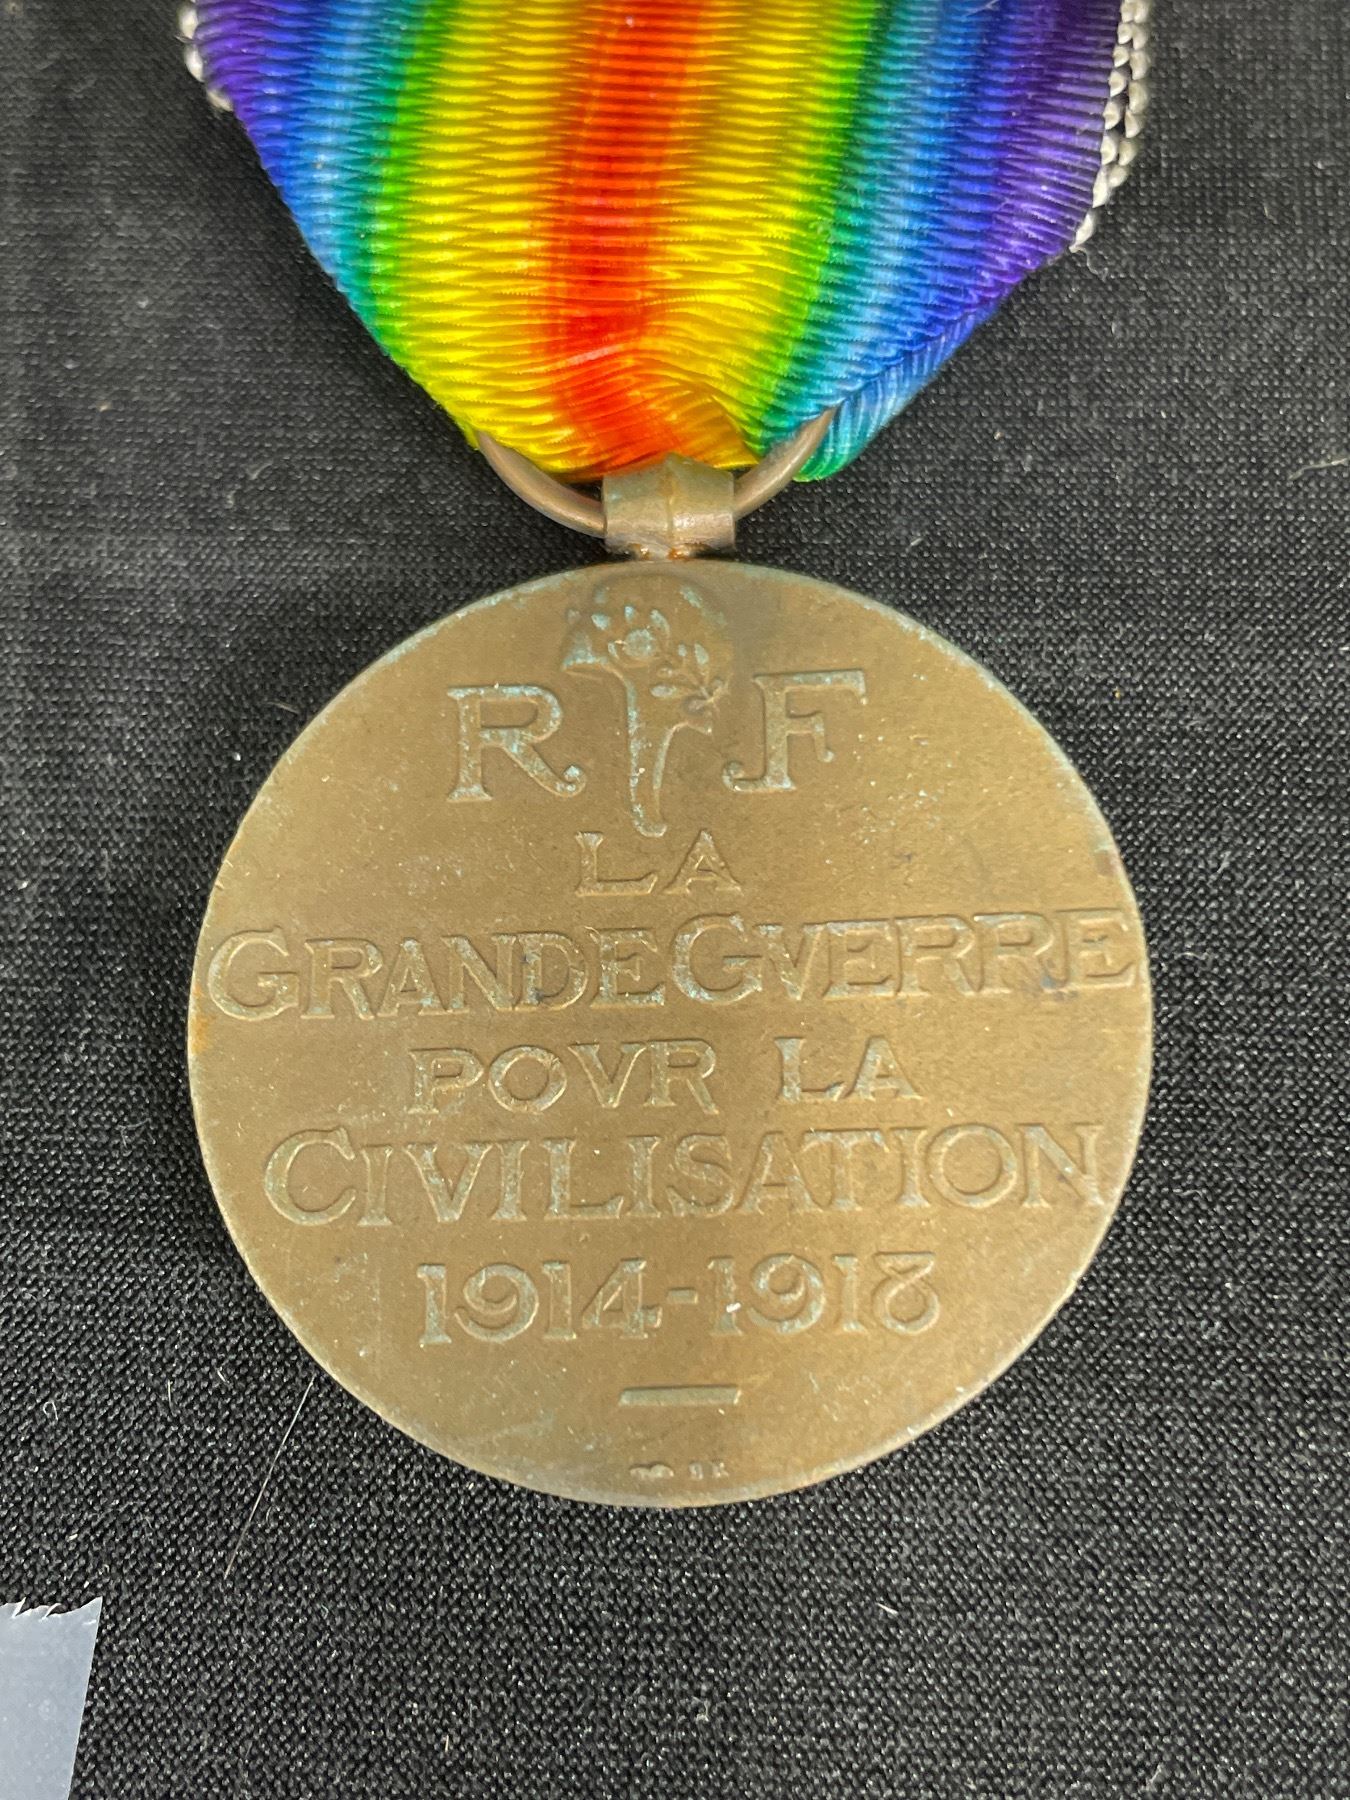 R F
LA
GRANDE GVERRE
POVR LA
CIVILISATION
1914-1918